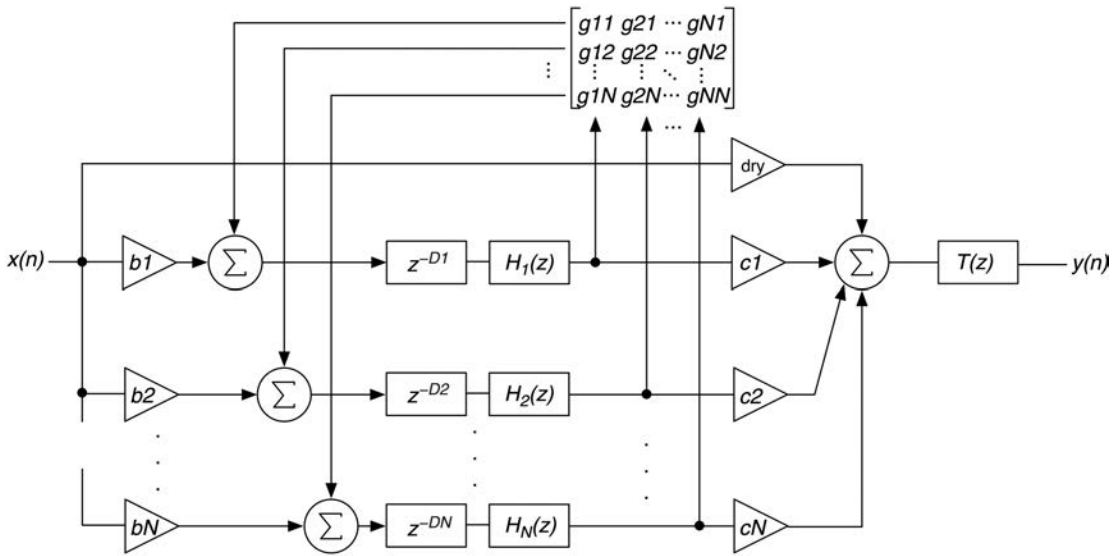 g11 g21 ... gN1
g12 g22 ... gN2
g1N g2N ... gNN
dry
x(n)
b1
Σ
z⁻ᴰ¹
H₁(z)
c1
Σ
T(z)
y(n)
b2
Σ
z⁻ᴰ²
H₂(z)
c2
bN
Σ
z⁻ᴰᴺ
H_N(z)
cN